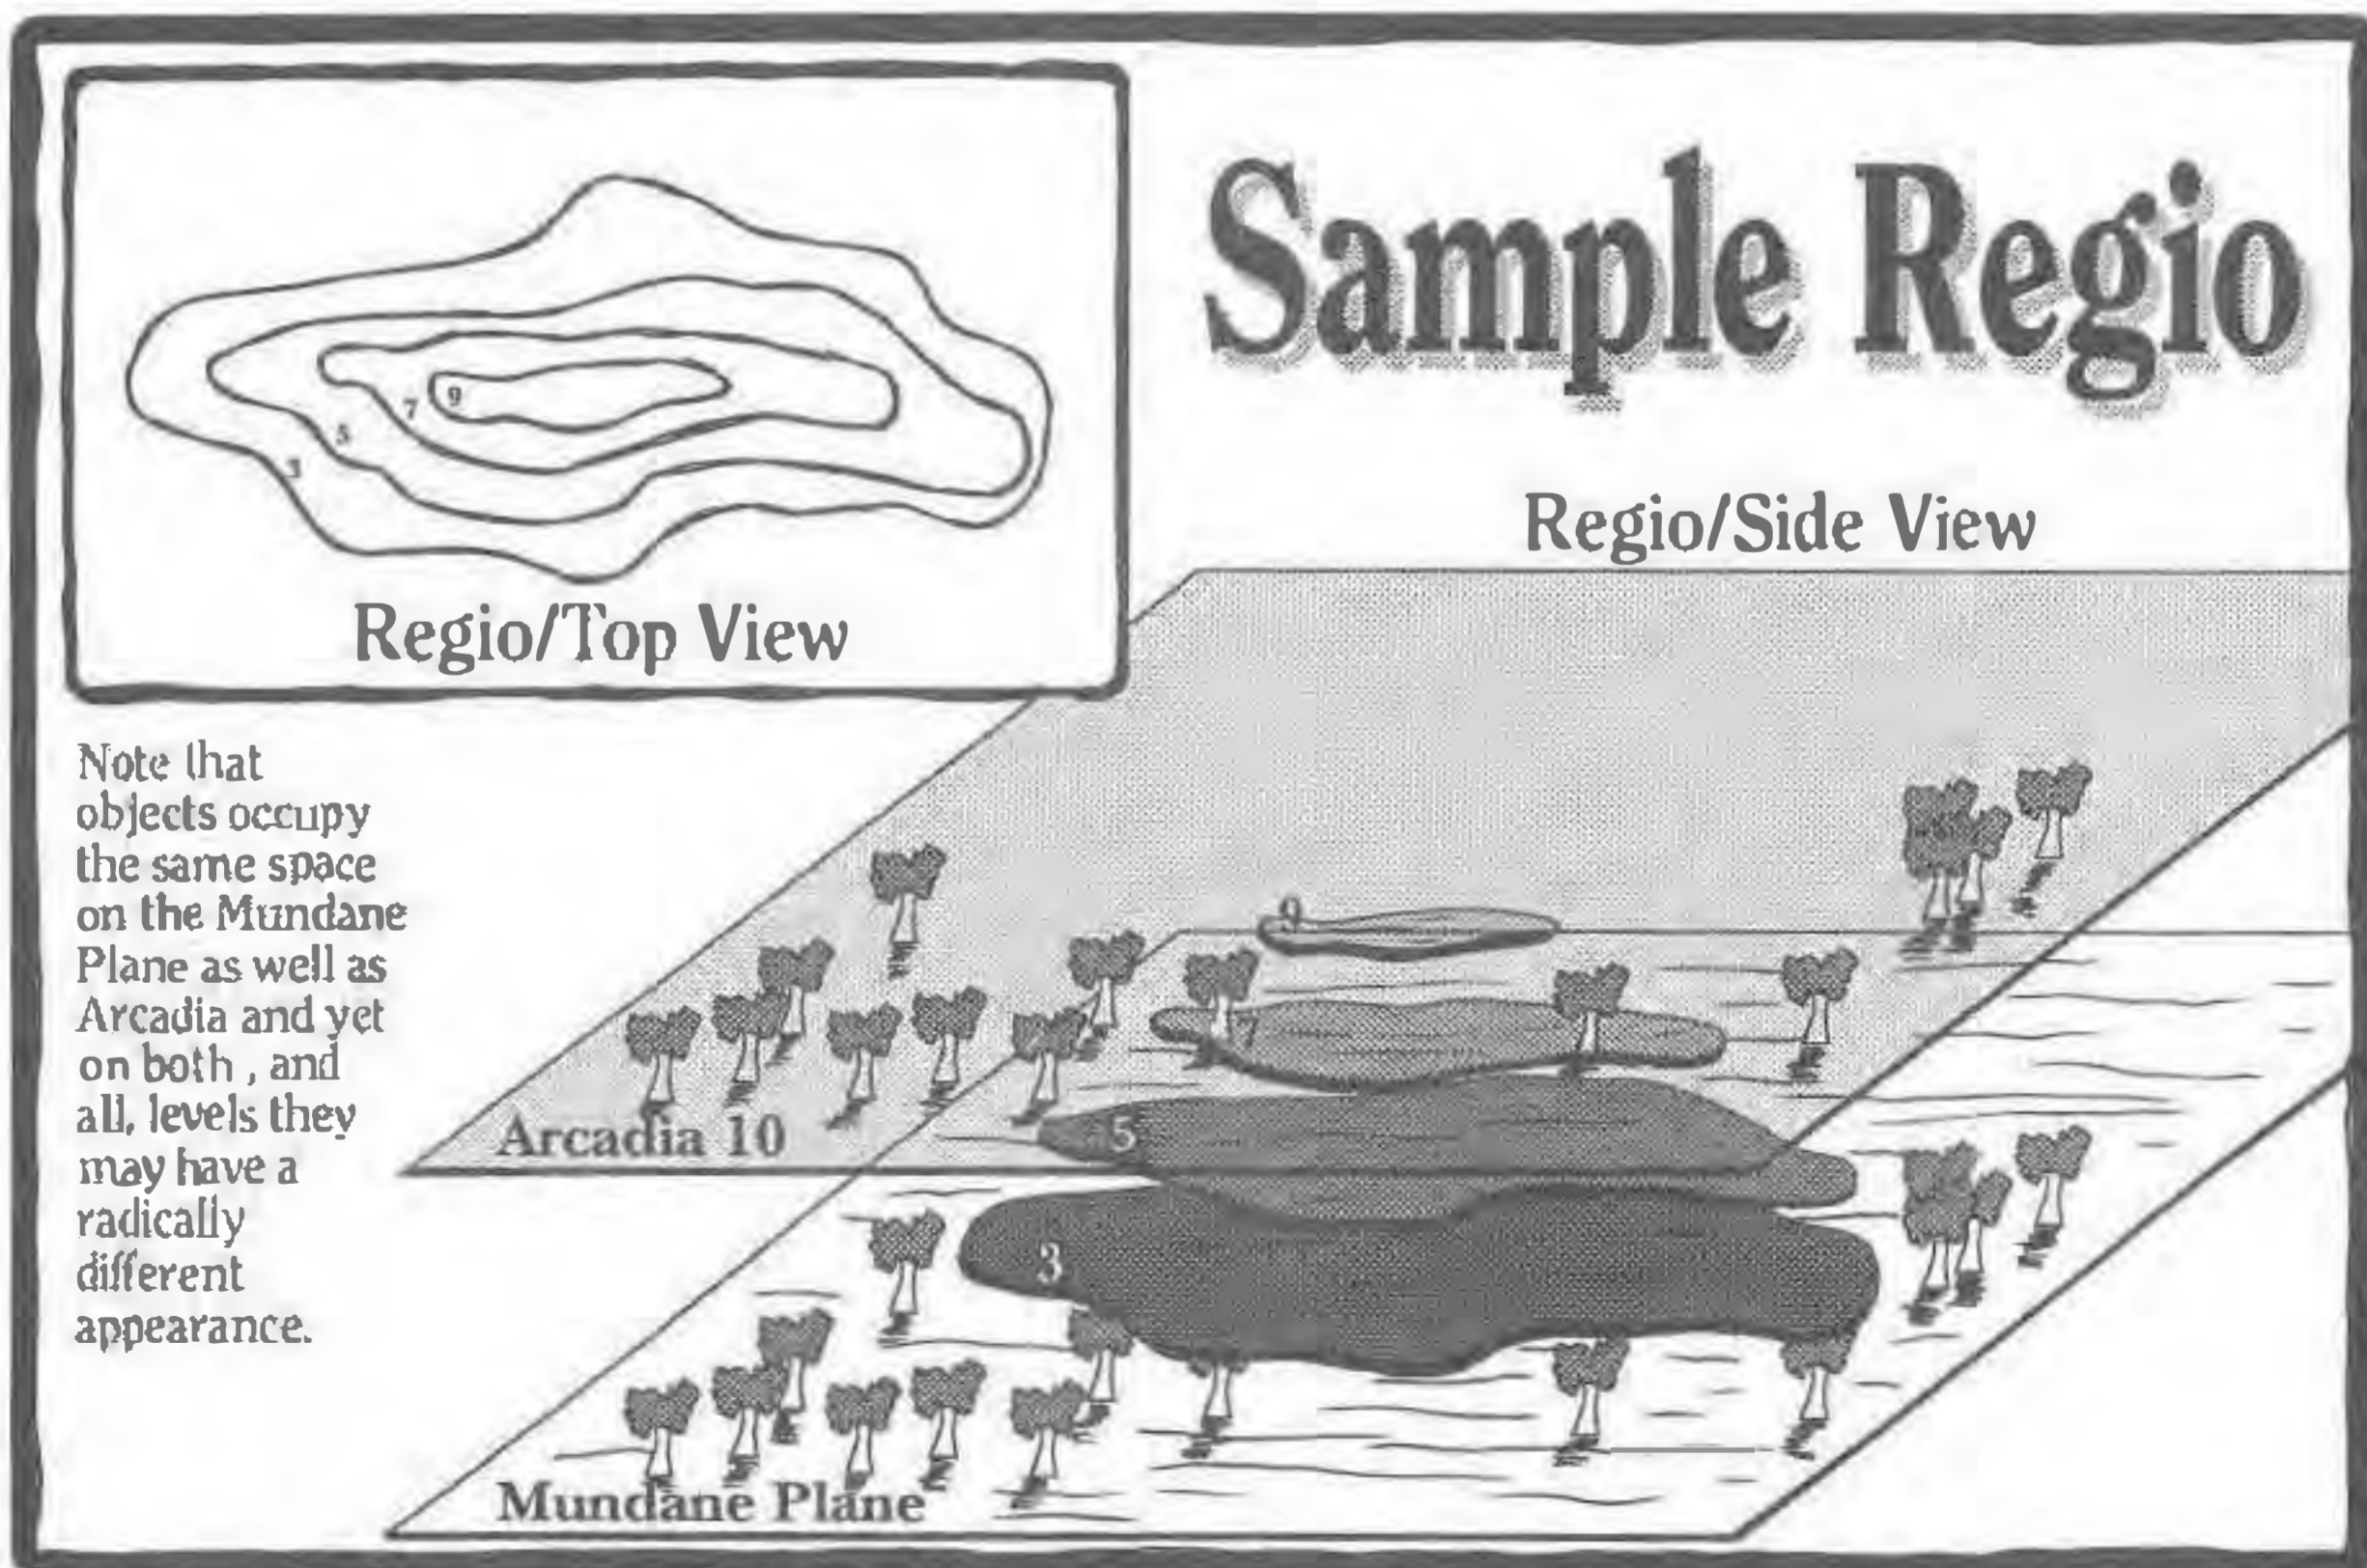 3
5
7
9
Regio/Top View
Sample Regio
Regio/Side View
Note that
objects occupy
the same space
on the Mundane
Plane as well as
Arcadia and yet
on both , and
all, levels they
may have a
radically
different
appearance.
9
7
5
3
Arcadia 10
Mundane Plane